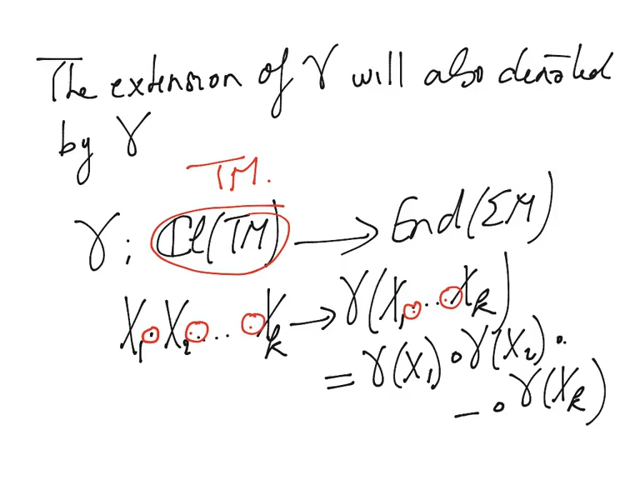 The extension of γ will also denoted
by γ
TM.
γ : ℂl(TM) ⟶ End(ΣM)
X₁·X₂· ... ·Xₖ → γ(X₁· ... ·Xₖ)
= γ(X₁)∘γ(X₂)∘
–∘γ(Xₖ)